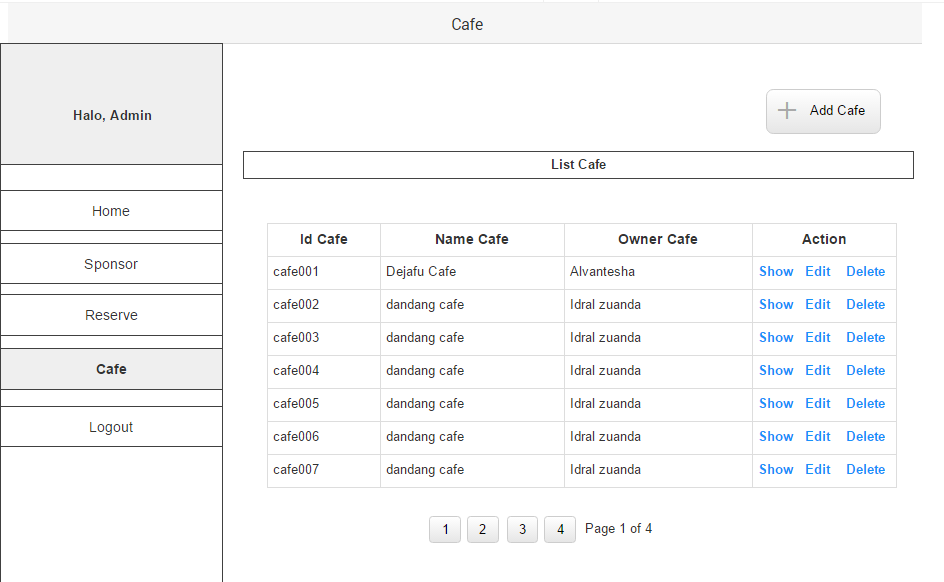 Cafe
Halo, Admin
Home
Sponsor
Reserve
Cafe
Logout
Add Cafe
List Cafe
Id Cafe Name Cafe Owner Cafe Action
cafe001 Dejafu Cafe Alvantesha Show Edit Delete
cafe002 dandang cafe Idral zuanda Show Edit Delete
cafe003 dandang cafe Idral zuanda Show Edit Delete
cafe004 dandang cafe Idral zuanda Show Edit Delete
cafe005 dandang cafe Idral zuanda Show Edit Delete
cafe006 dandang cafe Idral zuanda Show Edit Delete
cafe007 dandang cafe Idral zuanda Show Edit Delete
1 2 3 4 Page 1 of 4